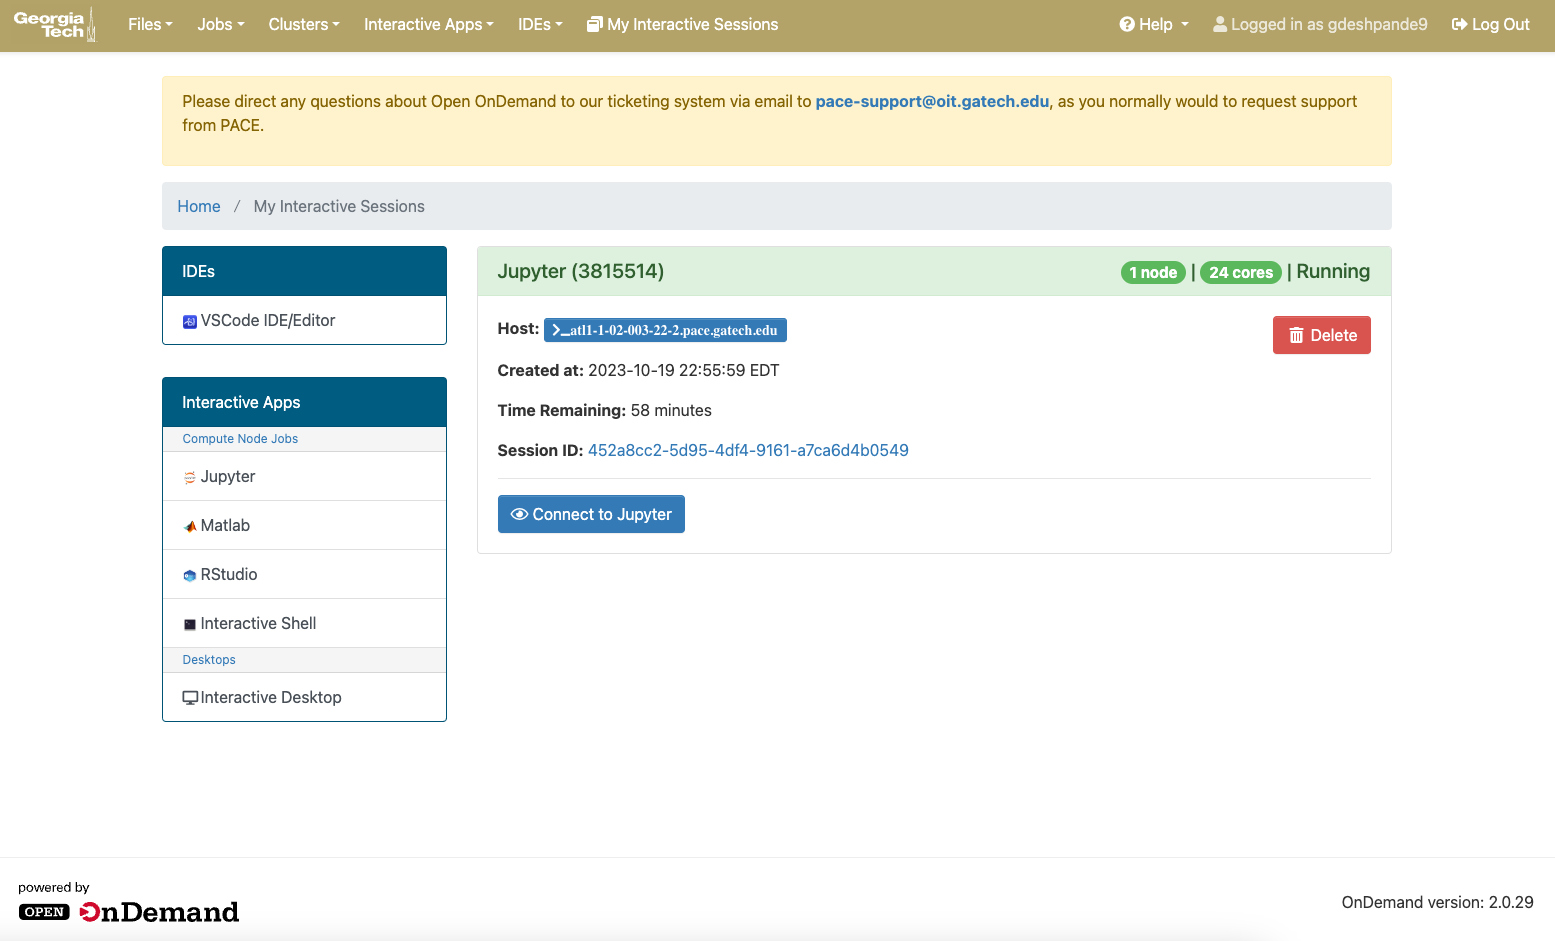 Georgia
Tech
Files Jobs Clusters Interactive Apps IDEs My Interactive Sessions Help Logged in as gdeshpande9 Log Out
Please direct any questions about Open OnDemand to our ticketing system via email to pace-support@oit.gatech.edu, as you normally would to request support
from PACE.
Home / My Interactive Sessions
IDEs
VSCode IDE/Editor
Interactive Apps
Compute Node Jobs
Jupyter
Matlab
RStudio
Interactive Shell
Desktops
Interactive Desktop
Jupyter (3815514) 1 node | 24 cores | Running
Host: >_atl1-1-02-003-22-2.pace.gatech.edu
Delete
Created at: 2023-10-19 22:55:59 EDT
Time Remaining: 58 minutes
Session ID: 452a8cc2-5d95-4df4-9161-a7ca6d4b0549
Connect to Jupyter
powered by
OPEN OnDemand
OnDemand version: 2.0.29